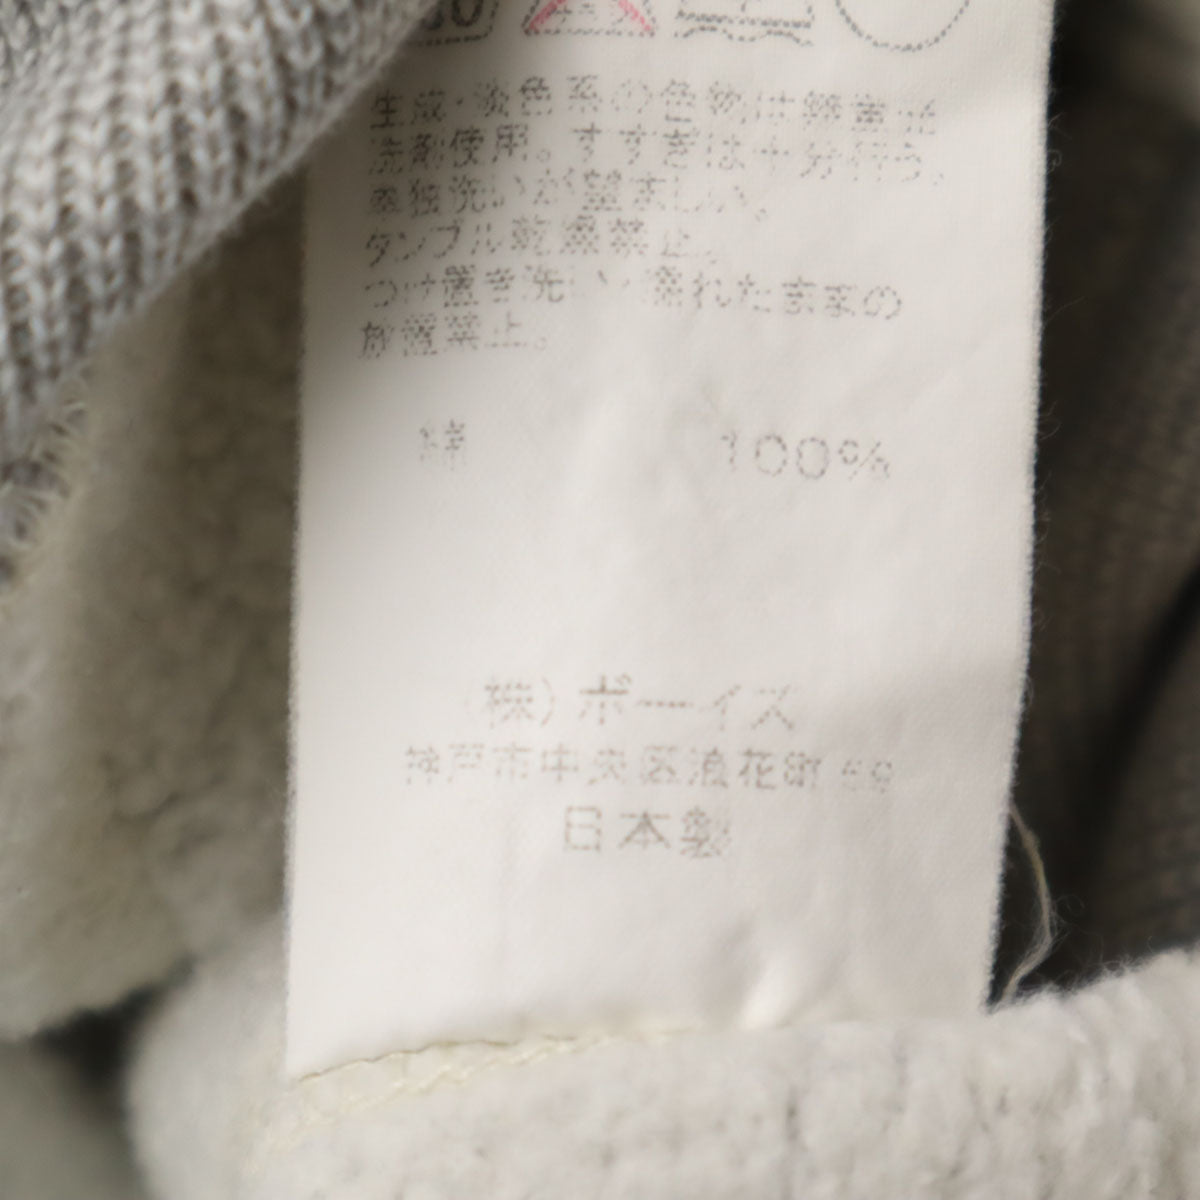 生成・淡色系の色物は無蛍光
洗剤使用。すすぎは十分行う。
単独洗いが望ましい。
タンブル乾燥禁止。
つけ置き洗い、濡れたままの
放置禁止。
綿 100%
(株)ボーイズ
神戸市中央区浪花町59
日本製